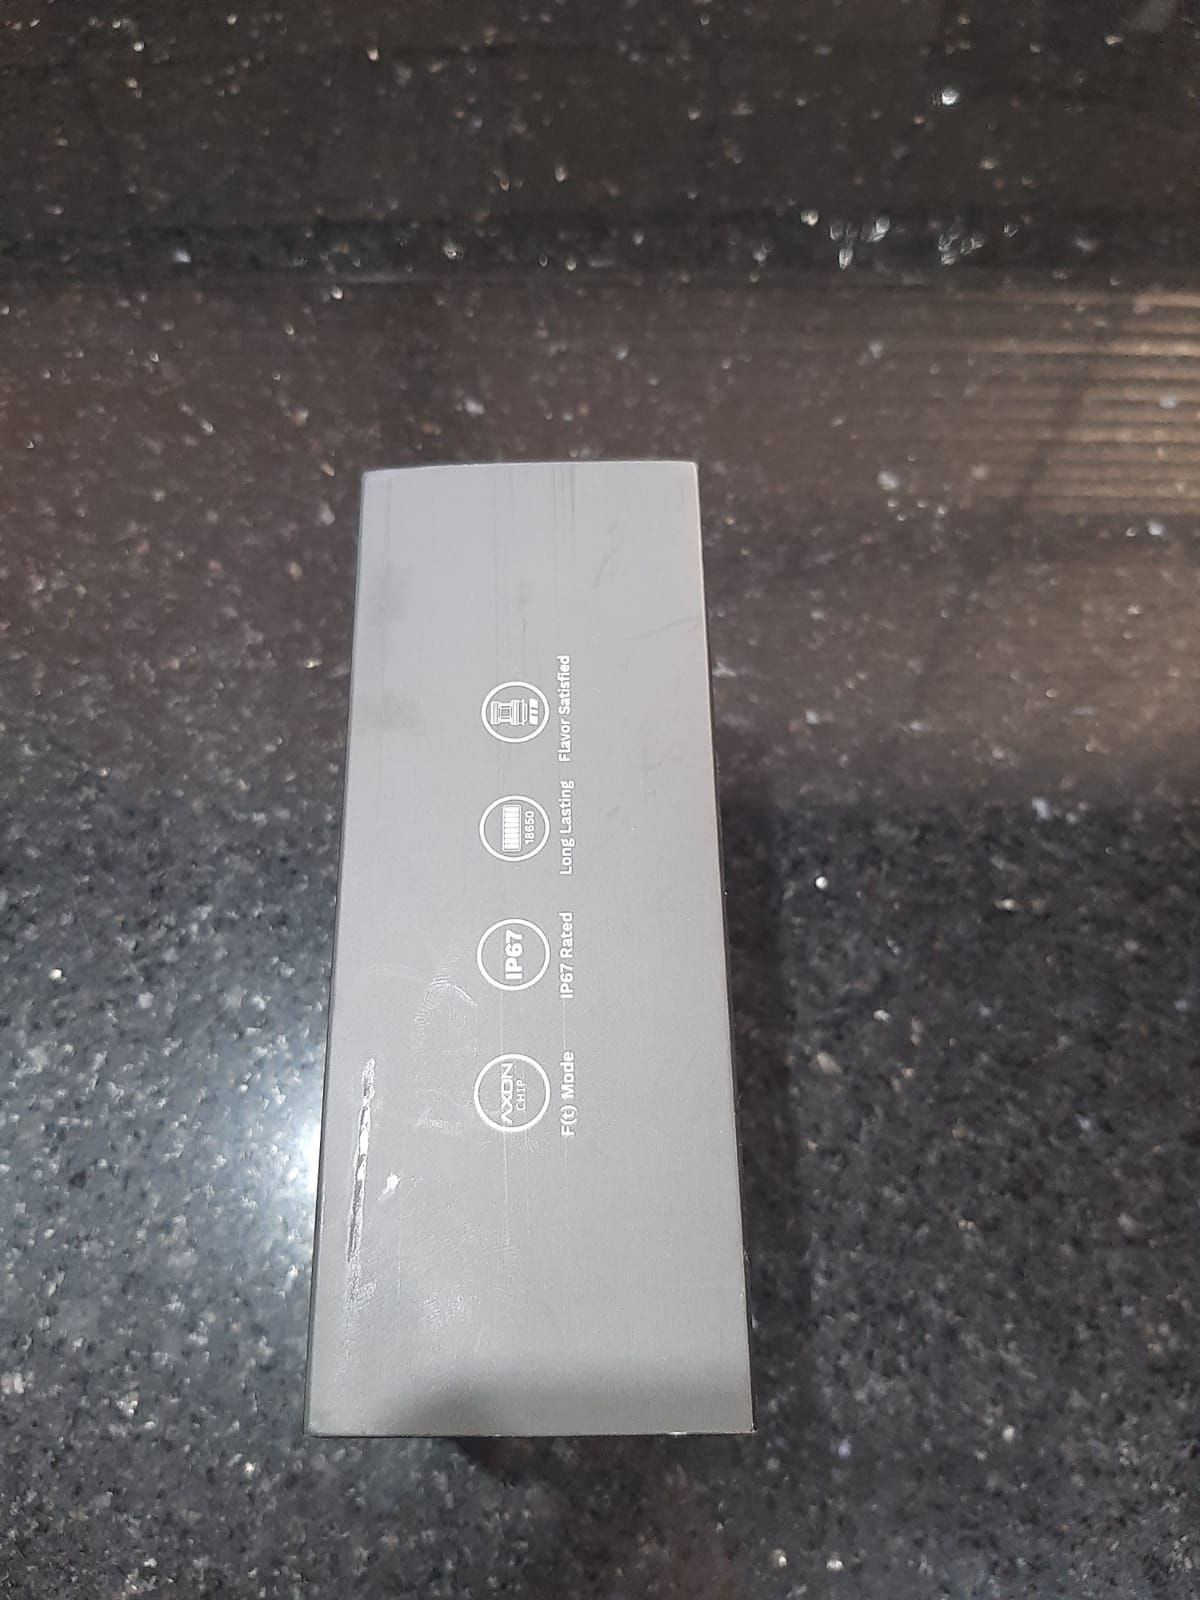 AXON
CHIP
F(t) Mode
IP67
IP67 Rated
18650
Long Lasting
Flavor Satisfied